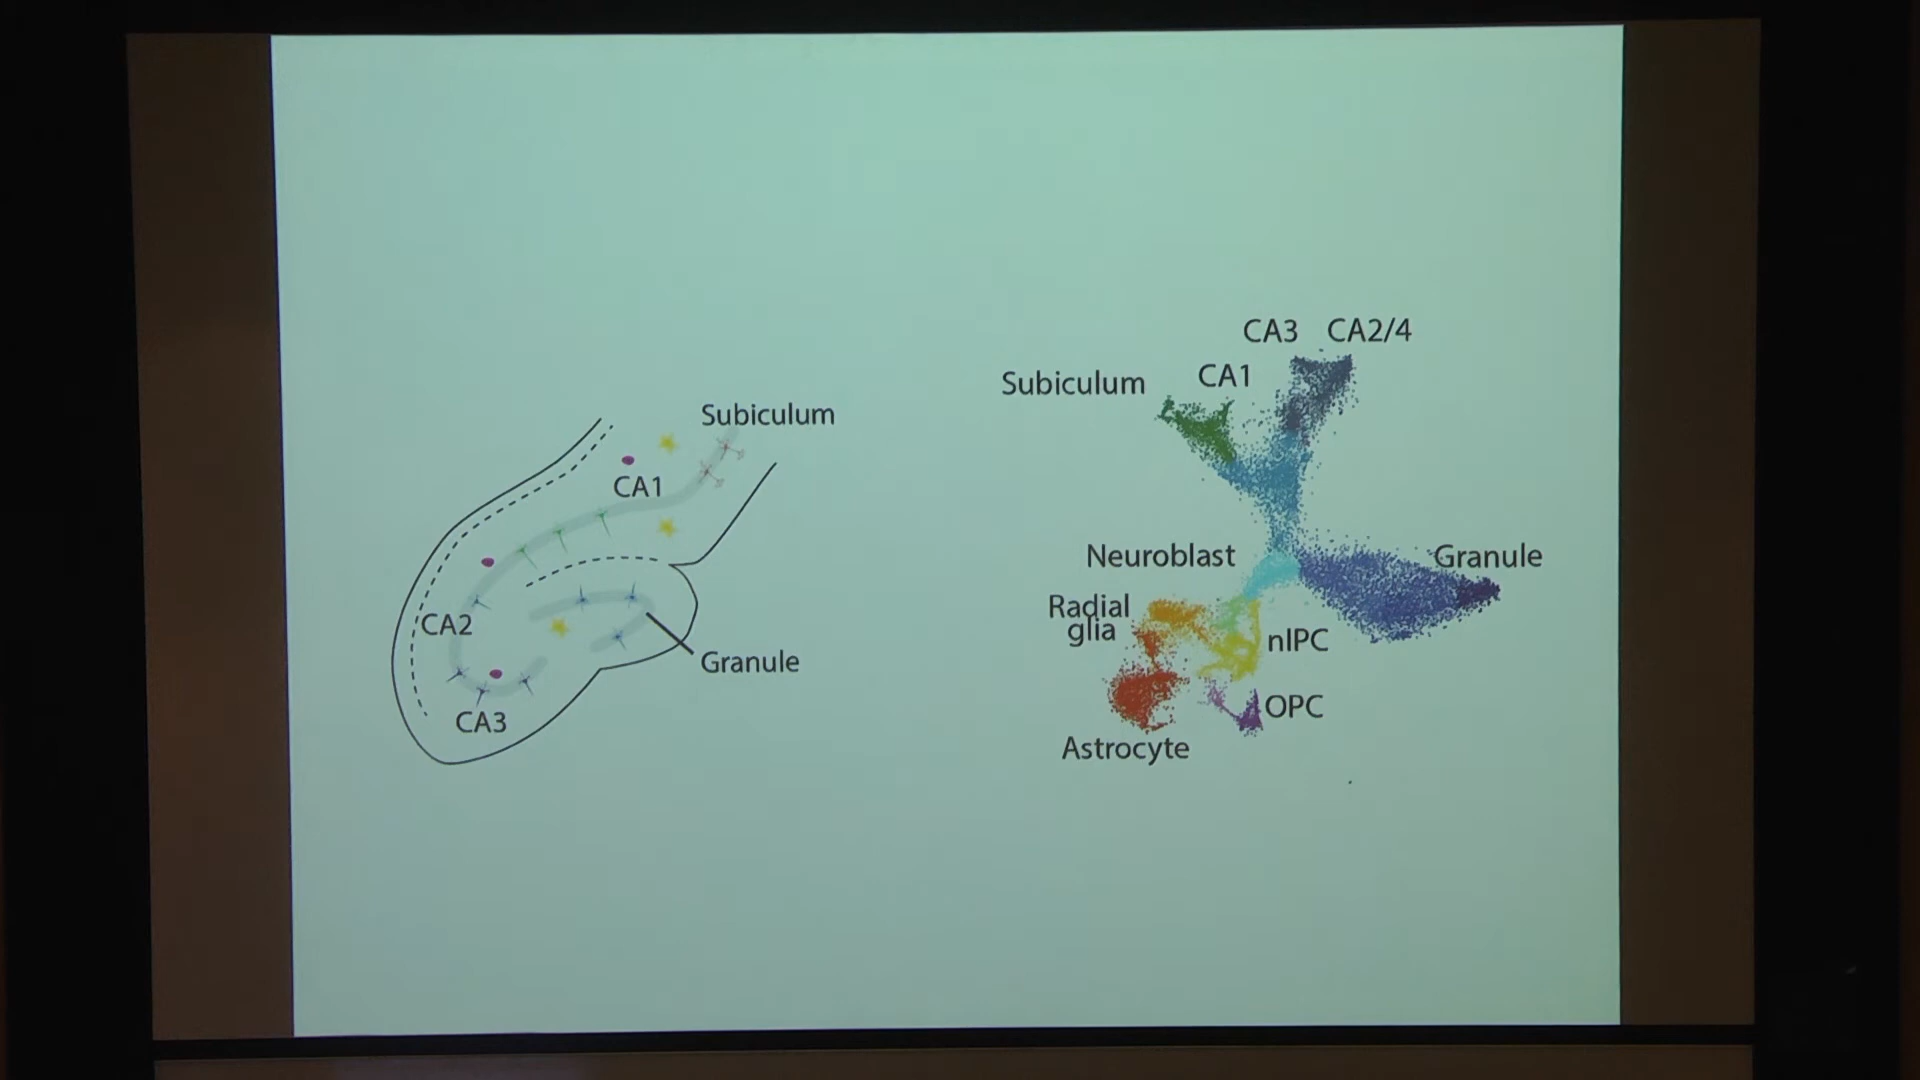 Subiculum
CA1
CA2
Granule
CA3
CA3 CA2/4
CA1
Subiculum
Neuroblast
Granule
Radial
glia
nIPC
OPC
Astrocyte